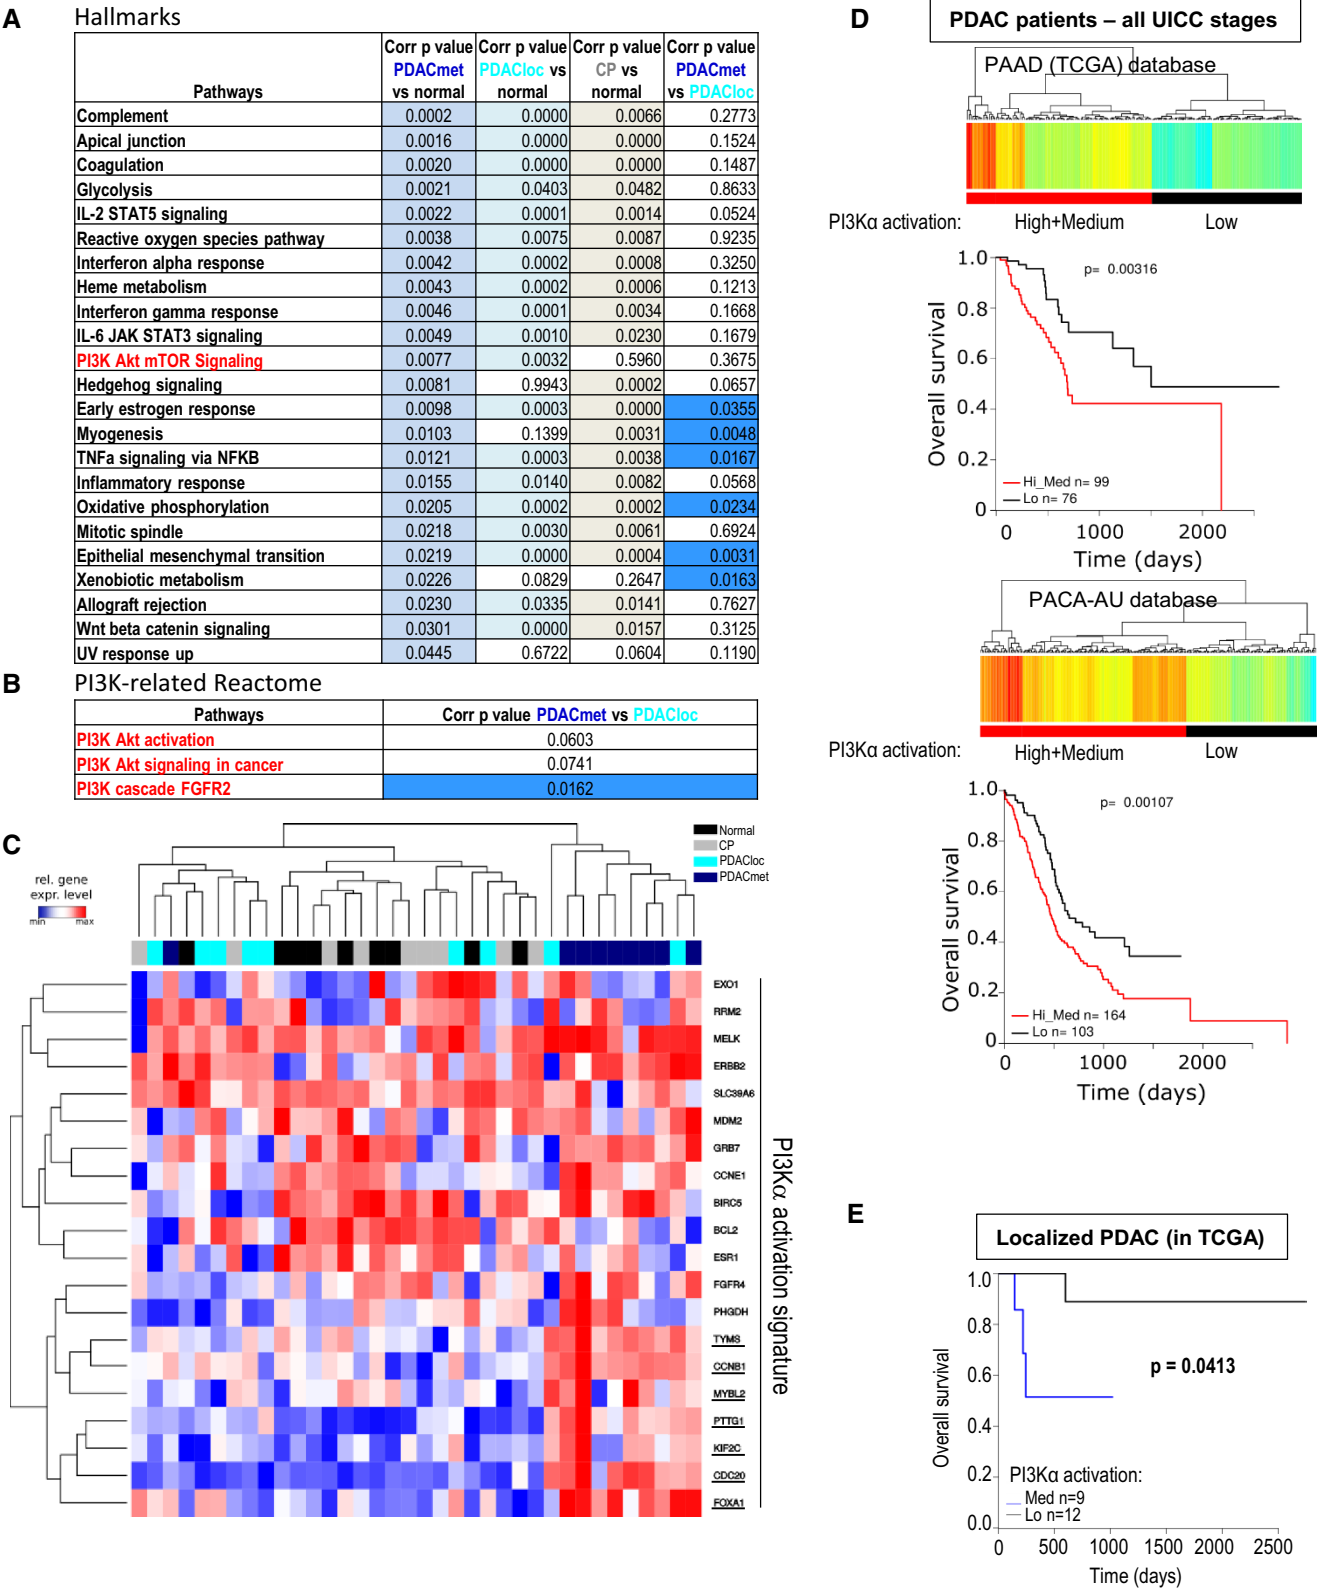 A
Hallmarks
Pathways
Corr p value PDACmet vs normal
Corr p value PDACloc vs normal
Corr p value CP vs normal
Corr p value PDACmet vs PDACloc
Complement 0.0002 0.0000 0.0066 0.2773
Apical junction 0.0016 0.0000 0.0000 0.1524
Coagulation 0.0020 0.0000 0.0000 0.1487
Glycolysis 0.0021 0.0403 0.0482 0.8633
IL-2 STAT5 signaling 0.0022 0.0001 0.0014 0.0524
Reactive oxygen species pathway 0.0038 0.0075 0.0087 0.9235
Interferon alpha response 0.0042 0.0002 0.0008 0.3250
Heme metabolism 0.0043 0.0002 0.0006 0.1213
Interferon gamma response 0.0046 0.0001 0.0034 0.1668
IL-6 JAK STAT3 signaling 0.0049 0.0010 0.0230 0.1679
PI3K Akt mTOR Signaling 0.0077 0.0032 0.5960 0.3675
Hedgehog signaling 0.0081 0.9943 0.0002 0.0657
Early estrogen response 0.0098 0.0003 0.0000 0.0355
Myogenesis 0.0103 0.1399 0.0031 0.0048
TNFa signaling via NFKB 0.0121 0.0003 0.0038 0.0167
Inflammatory response 0.0155 0.0140 0.0082 0.0568
Oxidative phosphorylation 0.0205 0.0002 0.0002 0.0234
Mitotic spindle 0.0218 0.0030 0.0061 0.6924
Epithelial mesenchymal transition 0.0219 0.0000 0.0004 0.0031
Xenobiotic metabolism 0.0226 0.0829 0.2647 0.0163
Allograft rejection 0.0230 0.0335 0.0141 0.7627
Wnt beta catenin signaling 0.0301 0.0000 0.0157 0.3125
UV response up 0.0445 0.6722 0.0604 0.1190
B
PI3K-related Reactome
Pathways Corr p value PDACmet vs PDACloc
PI3K Akt activation 0.0603
PI3K Akt signaling in cancer 0.0741
PI3K cascade FGFR2 0.0162
C
rel. gene
expr. level
min max
Normal
CP
PDACloc
PDACmet
EXO1
RRM2
MELK
ERBB2
SLC39A6
MDM2
GRB7
CCNE1
BIRC5
BCL2
ESR1
FGFR4
PHGDH
TYMS
CCNB1
MYBL2
PTTG1
KIF2C
CDC20
FOXA1
PI3Kα activation signature
D
PDAC patients – all UICC stages
PAAD (TCGA) database
PI3Kα activation: High+Medium Low
Overall survival
1.0
0.8
0.6
0.4
0.2
0
p= 0.00316
Hi_Med n= 99
Lo n= 76
0 1000 2000
Time (days)
PACA-AU database
PI3Kα activation: High+Medium Low
Overall survival
1.0
0.8
0.6
0.4
0.2
0
p= 0.00107
Hi_Med n= 164
Lo n= 103
0 1000 2000
Time (days)
E
Localized PDAC (in TCGA)
Overall survival
1.0
0.8
0.6
0.4
0.2
0.0
p = 0.0413
PI3Kα activation:
Med n=9
Lo n=12
0 500 1000 1500 2000 2500
Time (days)